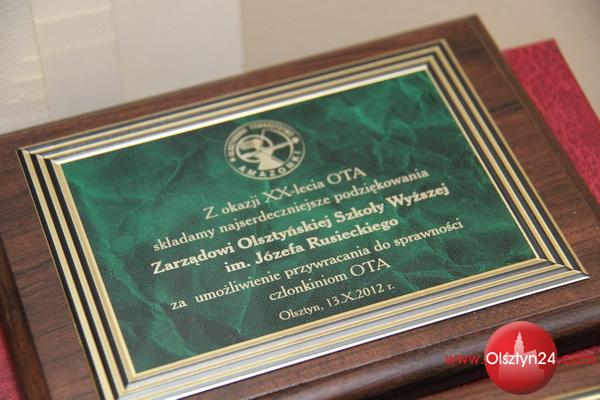 AMAZONKI
Z okazji XX-lecia OTA
składamy najserdeczniejsze podziękowania
Zarządowi Olsztyńskiej Szkoły Wyższej
im. Józefa Rusieckiego
za umożliwienie przywracania do sprawności
członkiniom OTA
Olsztyn, 13.X.2012 r.
www.Olsztyn24.com